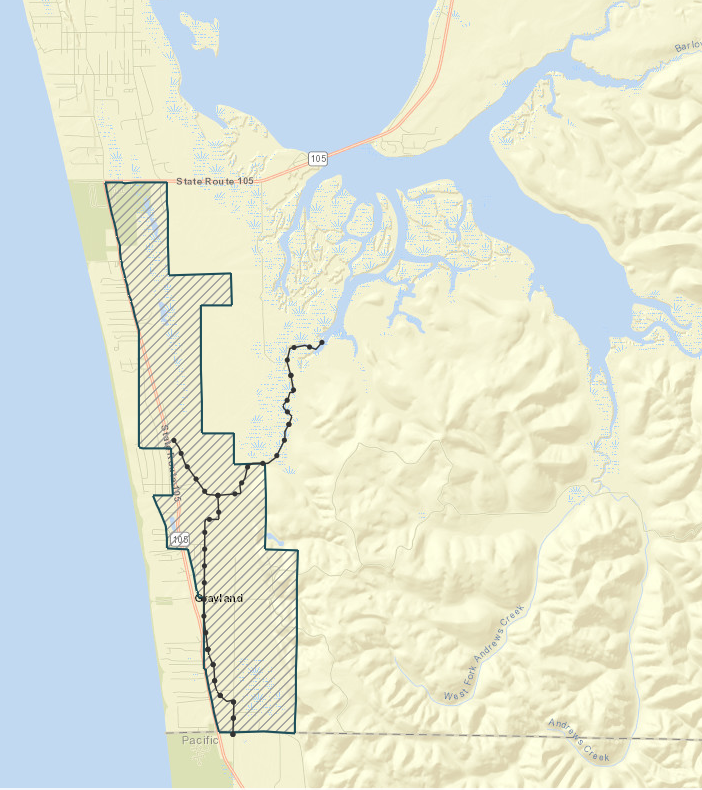 Barlow
105
State Route 105
State Route 105
105
Grayland
West Fork Andrews Creek
Andrews Creek
Pacific